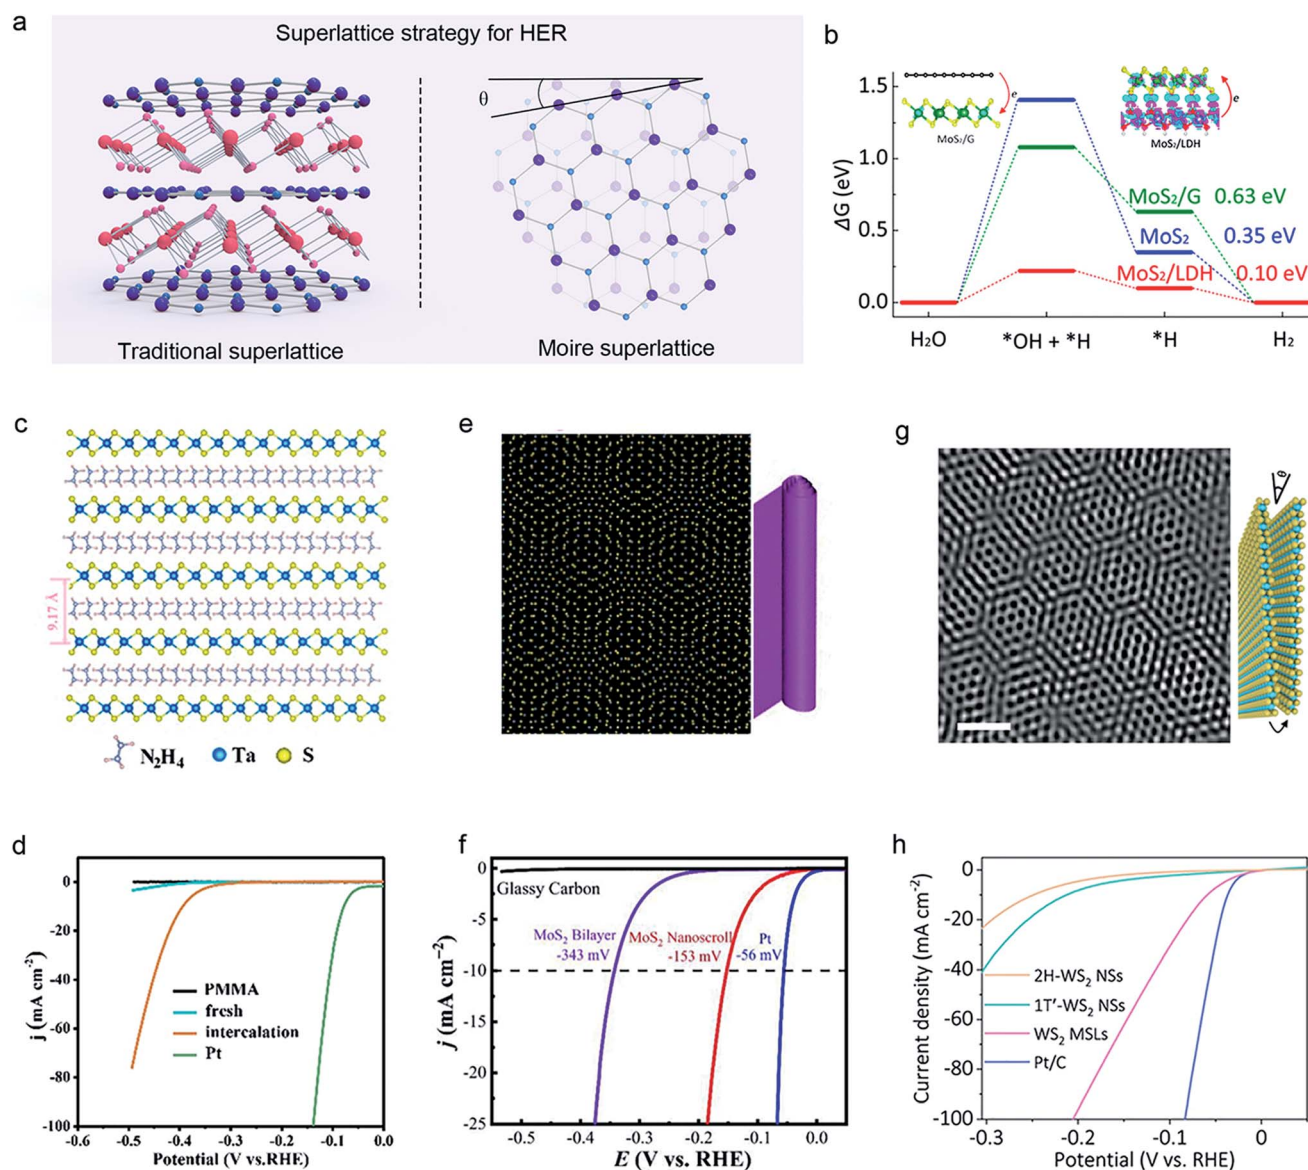 a
Superlattice strategy for HER
θ
Traditional superlattice
Moire superlattice
b
ΔG (eV)
1.5
1.0
0.5
0.0
e
MoS₂/G
e
MoS₂/LDH
MoS₂/G 0.63 eV
MoS₂ 0.35 eV
MoS₂/LDH 0.10 eV
H₂O
*OH + *H
*H
H₂
c
9.17 Å
N₂H₄
Ta
S
e
g
θ
d
j (mA cm⁻²)
0
-20
-40
-60
-80
-100
PMMA
fresh
intercalation
Pt
-0.6
-0.5
-0.4
-0.3
-0.2
-0.1
0.0
Potential (V vs.RHE)
f
j (mA cm⁻²)
0
-5
-10
-15
-20
-25
Glassy Carbon
MoS₂ Bilayer
-343 mV
MoS₂ Nanoscroll
-153 mV
Pt
-56 mV
-0.5
-0.4
-0.3
-0.2
-0.1
0.0
E (V vs. RHE)
h
Current density (mA cm⁻²)
0
-20
-40
-60
-80
-100
2H-WS₂ NSs
1T′-WS₂ NSs
WS₂ MSLs
Pt/C
-0.3
-0.2
-0.1
0
Potential (V vs. RHE)